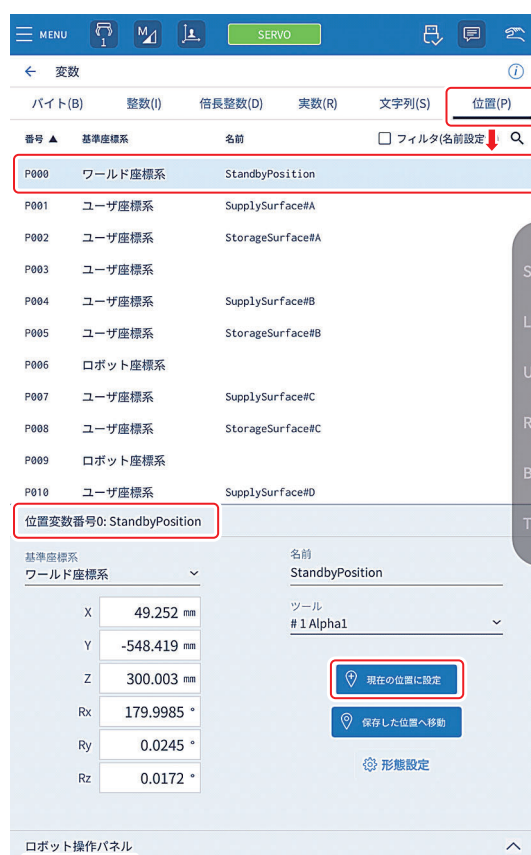 MENU
1
M
SERVO
← 変数
バイト(B) 整数(I) 倍長整数(D) 実数(R) 文字列(S) 位置(P)
番号 ▲ 基準座標系 名前 フィルタ(名前設定
P000 ワールド座標系 StandbyPosition
P001 ユーザ座標系 SupplySurface#A
P002 ユーザ座標系 StorageSurface#A
P003 ユーザ座標系
S
P004 ユーザ座標系 SupplySurface#B
L
P005 ユーザ座標系 StorageSurface#B
P006 ロボット座標系
U
P007 ユーザ座標系 SupplySurface#C
P008 ユーザ座標系 StorageSurface#C
R
P009 ロボット座標系
B
P010 ユーザ座標系 SupplySurface#D
位置変数番号0: StandbyPosition
T
基準座標系
ワールド座標系
名前
StandbyPosition
X 49.252 mm
Y -548.419 mm
Z 300.003 mm
Rx 179.9985 °
Ry 0.0245 °
Rz 0.0172 °
ツール
# 1 Alpha1
現在の位置に設定
保存した位置へ移動
形態設定
ロボット操作パネル